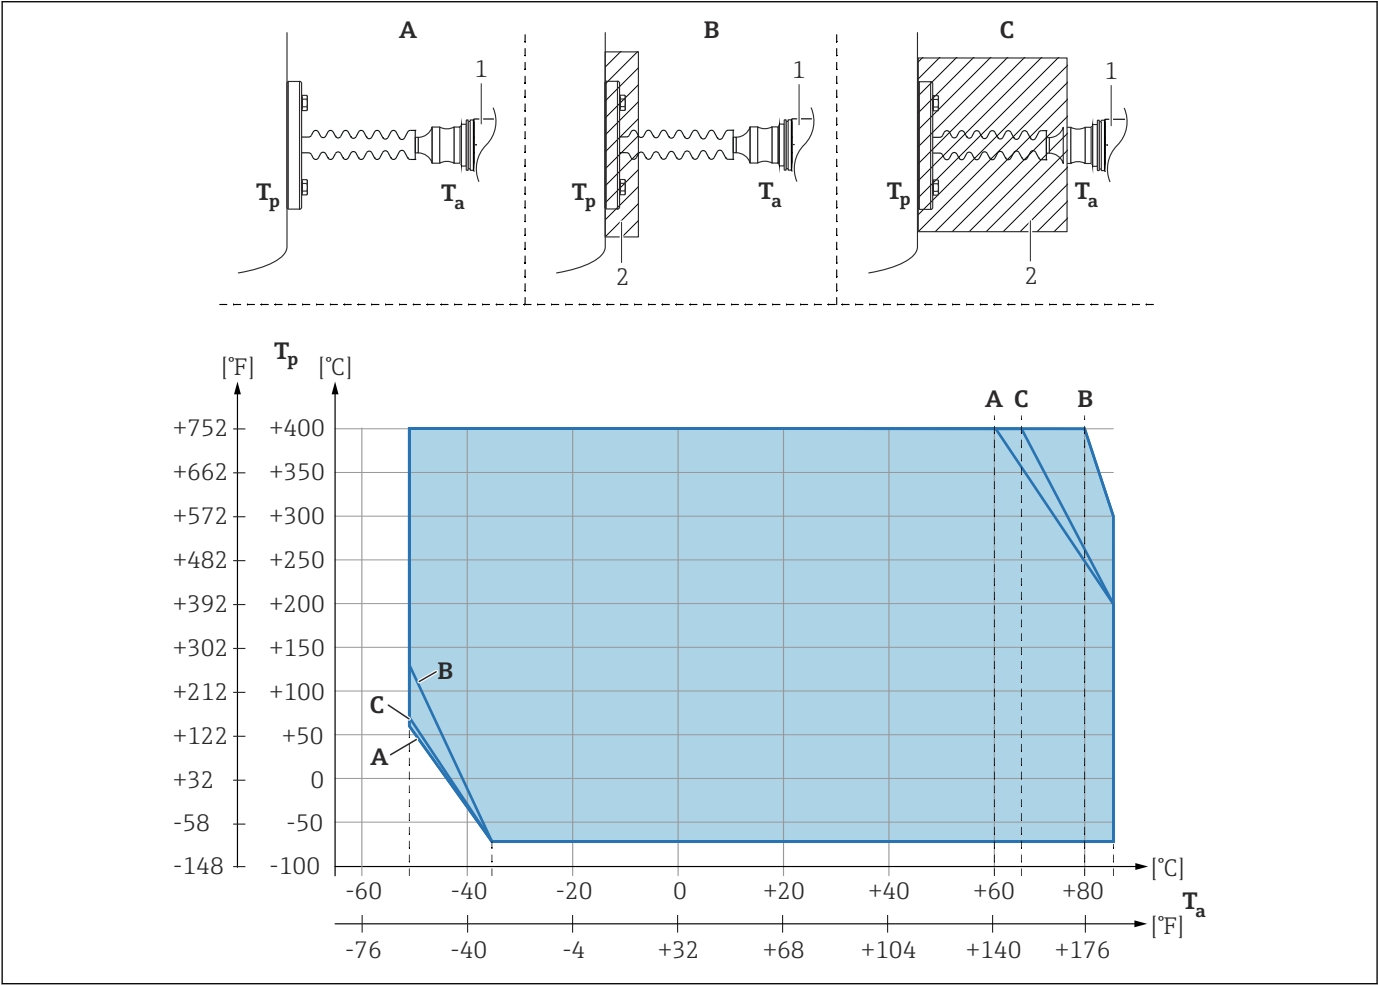 A B C
1 1 1
Tp Ta Tp Ta Tp Ta
2 2
[°F] Tp [°C]
A C B
+752 +400
+662 +350
+572 +300
+482 +250
+392 +200
+302 +150
B
+212 +100
C
+122 +50
A
+32 0
-58 -50
-148 -100
[°C]
-60 -40 -20 0 +20 +40 +60 +80
Ta
[°F]
-76 -40 -4 +32 +68 +104 +140 +176